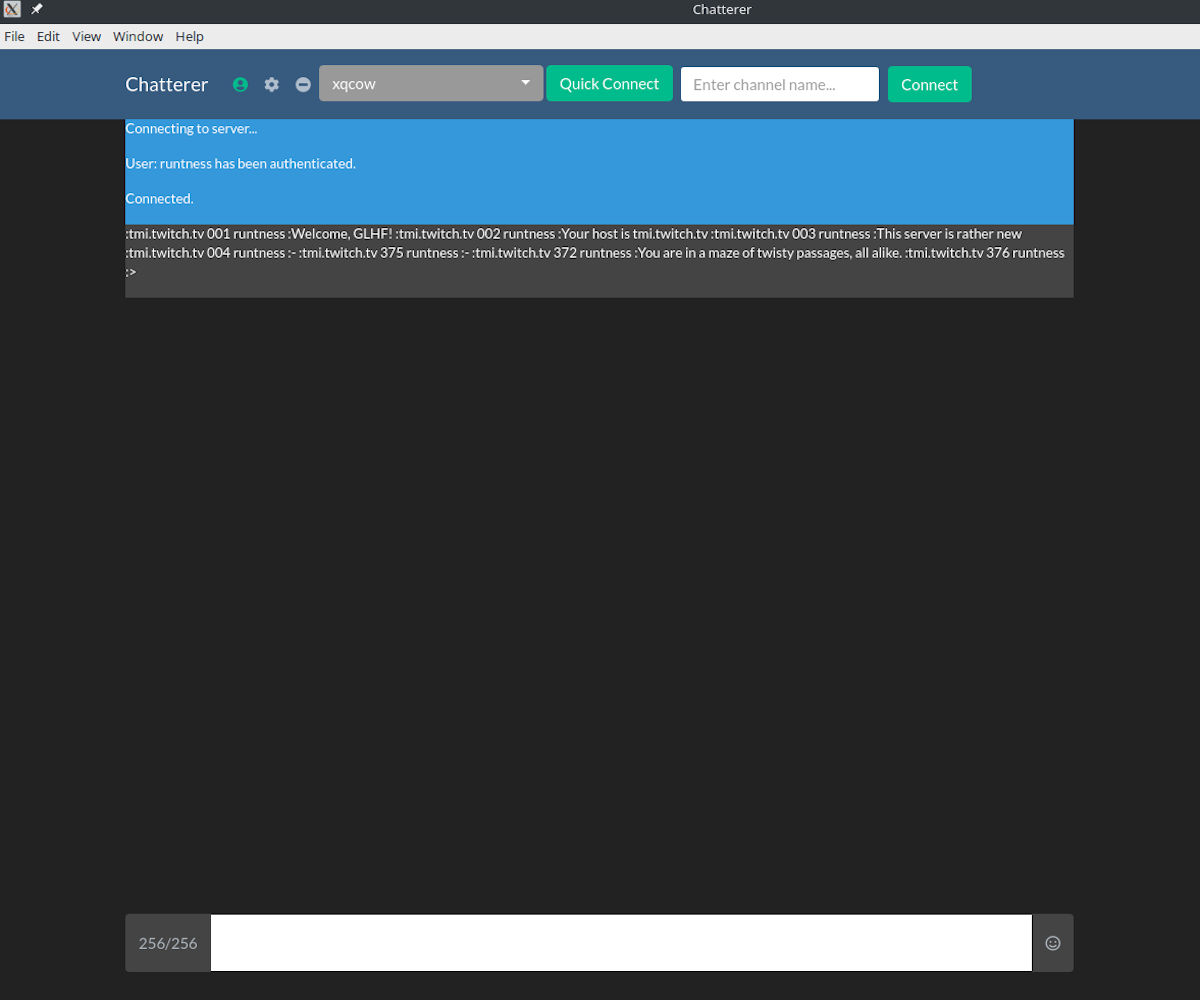 Chatterer
File Edit View Window Help
Chatterer xqcow Quick Connect Enter channel name... Connect
Connecting to server...
User: runtness has been authenticated.
Connected.
:tmi.twitch.tv 001 runtness :Welcome, GLHF! :tmi.twitch.tv 002 runtness :Your host is tmi.twitch.tv :tmi.twitch.tv 003 runtness :This server is rather new
:tmi.twitch.tv 004 runtness :- :tmi.twitch.tv 375 runtness :- :tmi.twitch.tv 372 runtness :You are in a maze of twisty passages, all alike. :tmi.twitch.tv 376 runtness
:>
256/256